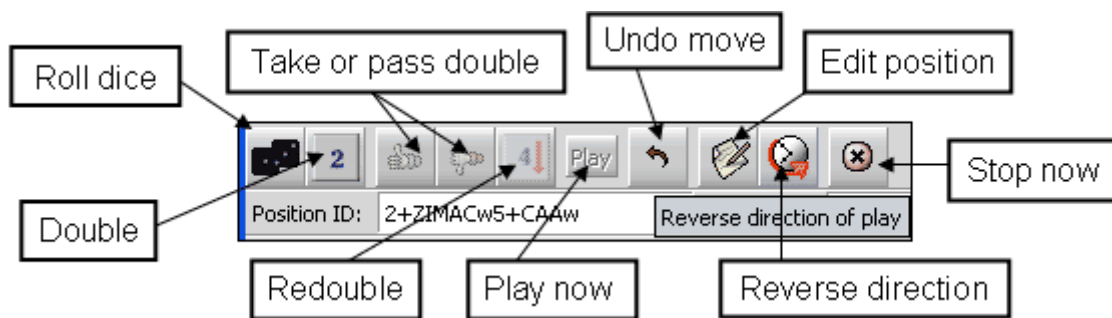 Undo move
Take or pass double
Edit position
Roll dice
2
4
Play
Stop now
Position ID: 2+ZIMACw5+CAAw
Reverse direction of play
Double
Redouble
Play now
Reverse direction